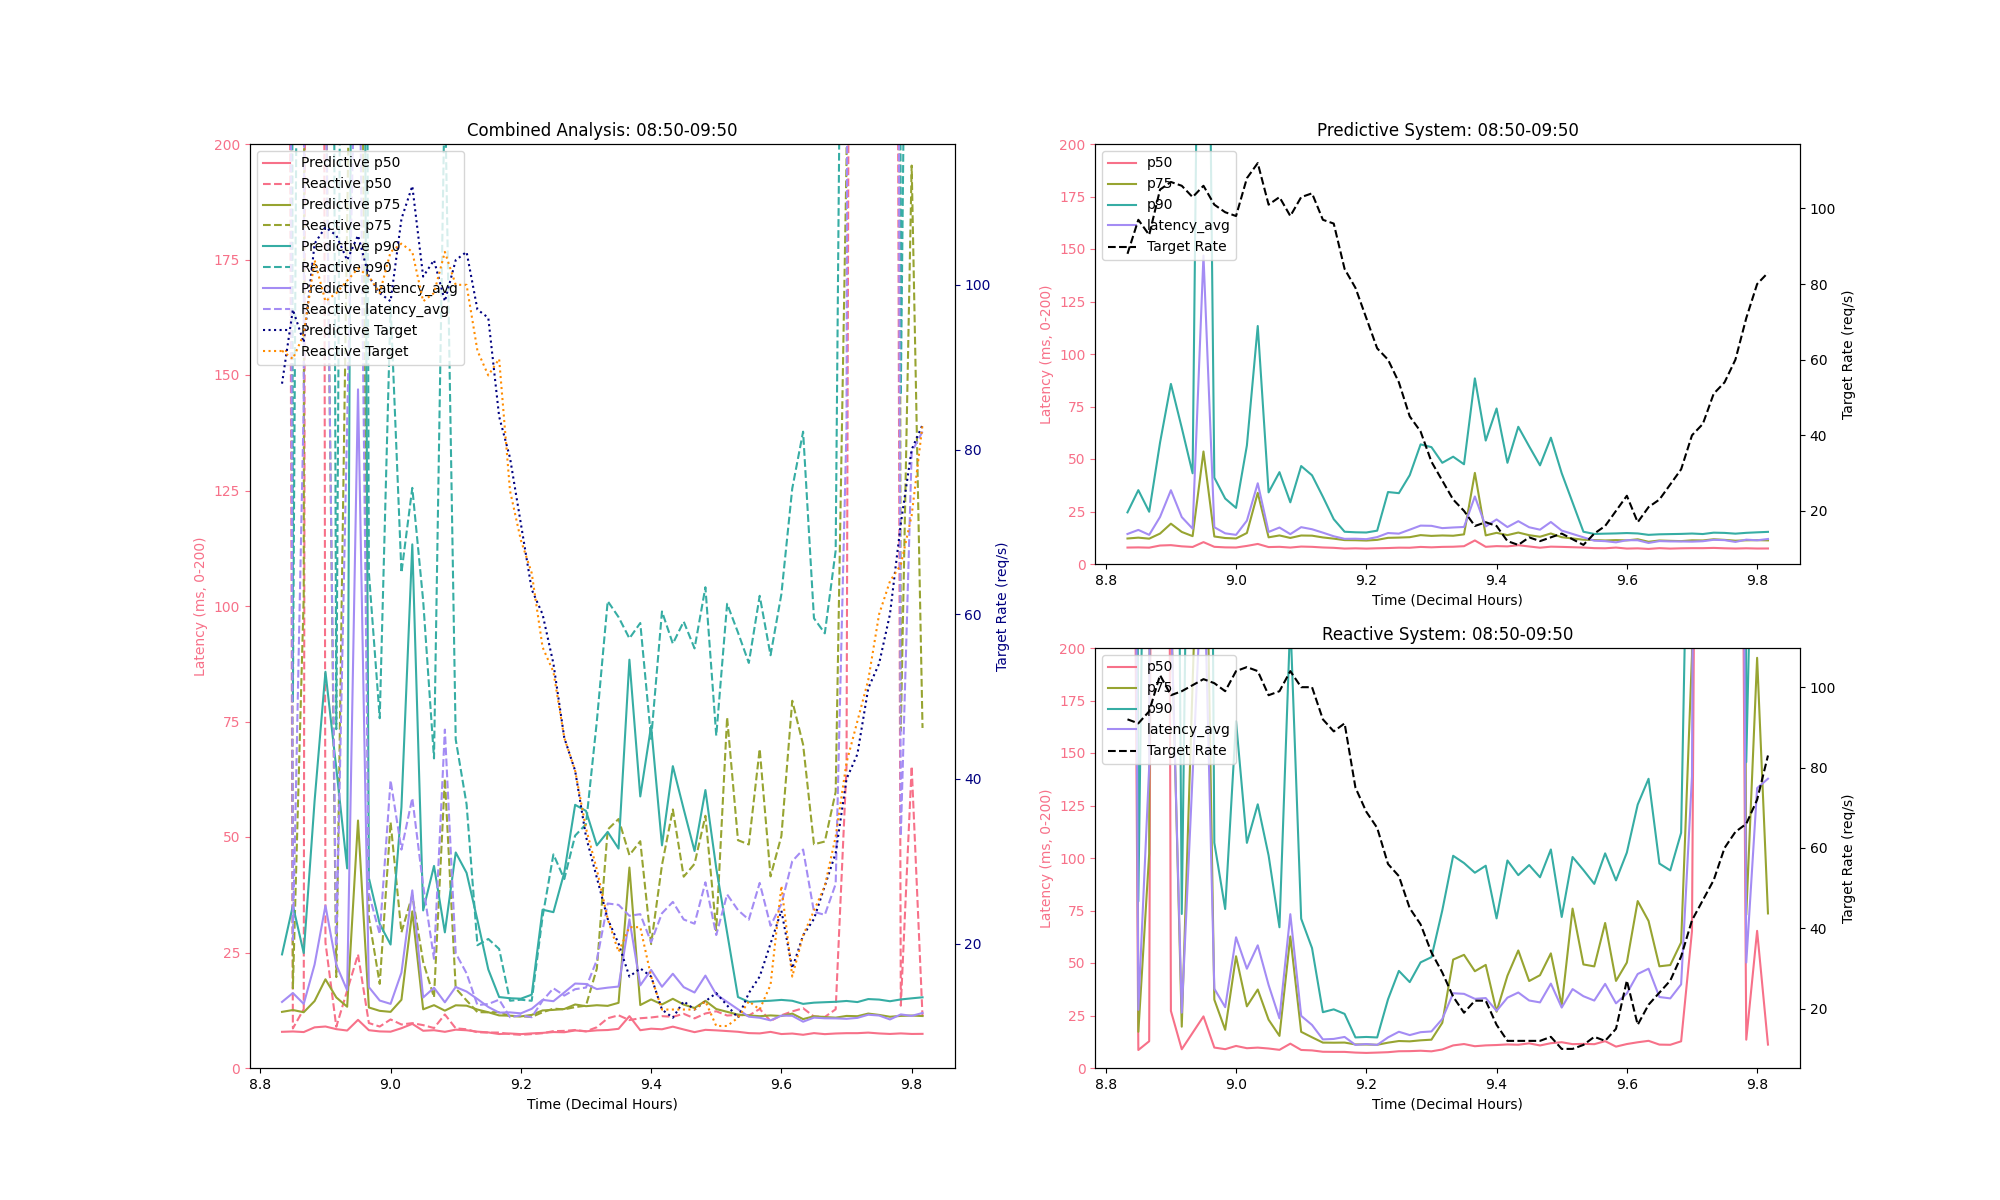 Combined Analysis: 08:50-09:50
Latency (ms, 0-200)
200
175
150
125
100
75
50
25
0
Predictive p50
Reactive p50
Predictive p75
Reactive p75
Predictive p90
Reactive p90
Predictive latency_avg
Reactive latency_avg
Predictive Target
Reactive Target
100
80
60
40
20
Target Rate (req/s)
8.8 9.0 9.2 9.4 9.6 9.8
Time (Decimal Hours)
Predictive System: 08:50-09:50
Latency (ms, 0-200)
200
175
150
125
100
75
50
25
0
p50
p75
p90
latency_avg
Target Rate
100
80
60
40
20
Target Rate (req/s)
8.8 9.0 9.2 9.4 9.6 9.8
Time (Decimal Hours)
Reactive System: 08:50-09:50
Latency (ms, 0-200)
200
175
150
125
100
75
50
25
0
p50
p75
p90
latency_avg
Target Rate
100
80
60
40
20
Target Rate (req/s)
8.8 9.0 9.2 9.4 9.6 9.8
Time (Decimal Hours)